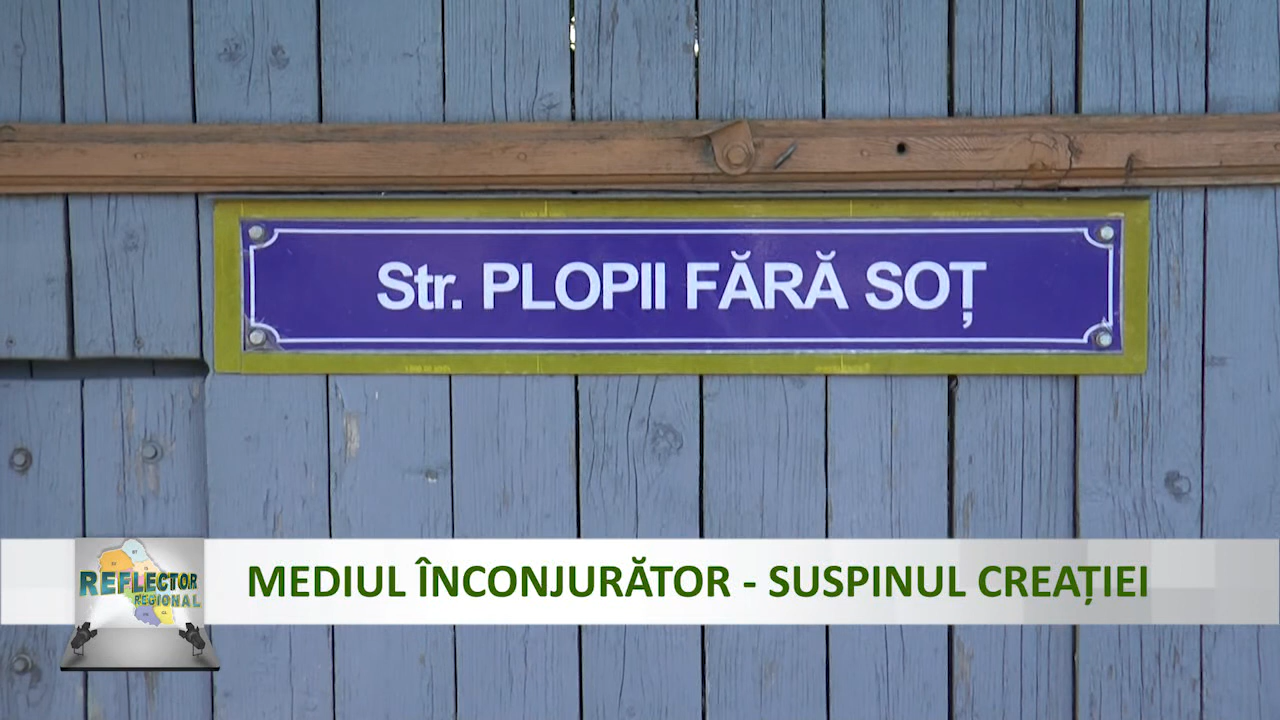 Str. PLOPII FĂRĂ SOȚ
MEDIUL ÎNCONJURĂTOR - SUSPINUL CREAȚIEI
REFLECTOR
REGIONAL